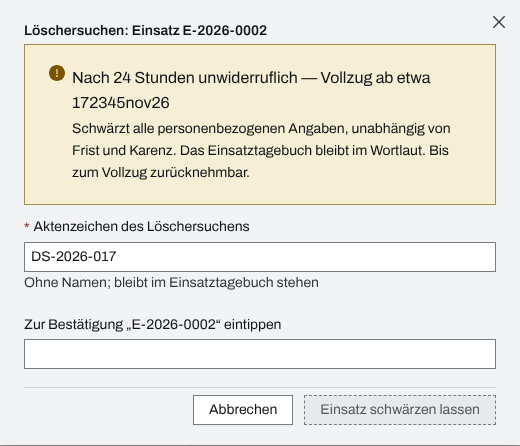 Löschersuchen: Einsatz E-2026-0002
Nach 24 Stunden unwiderruflich — Vollzug ab etwa
172345nov26
Schwärzt alle personenbezogenen Angaben, unabhängig von
Frist und Karenz. Das Einsatztagebuch bleibt im Wortlaut. Bis
zum Vollzug zurücknehmbar.
* Aktenzeichen des Löschersuchens
DS-2026-017
Ohne Namen; bleibt im Einsatztagebuch stehen
Zur Bestätigung „E-2026-0002“ eintippen
Abbrechen
Einsatz schwärzen lassen